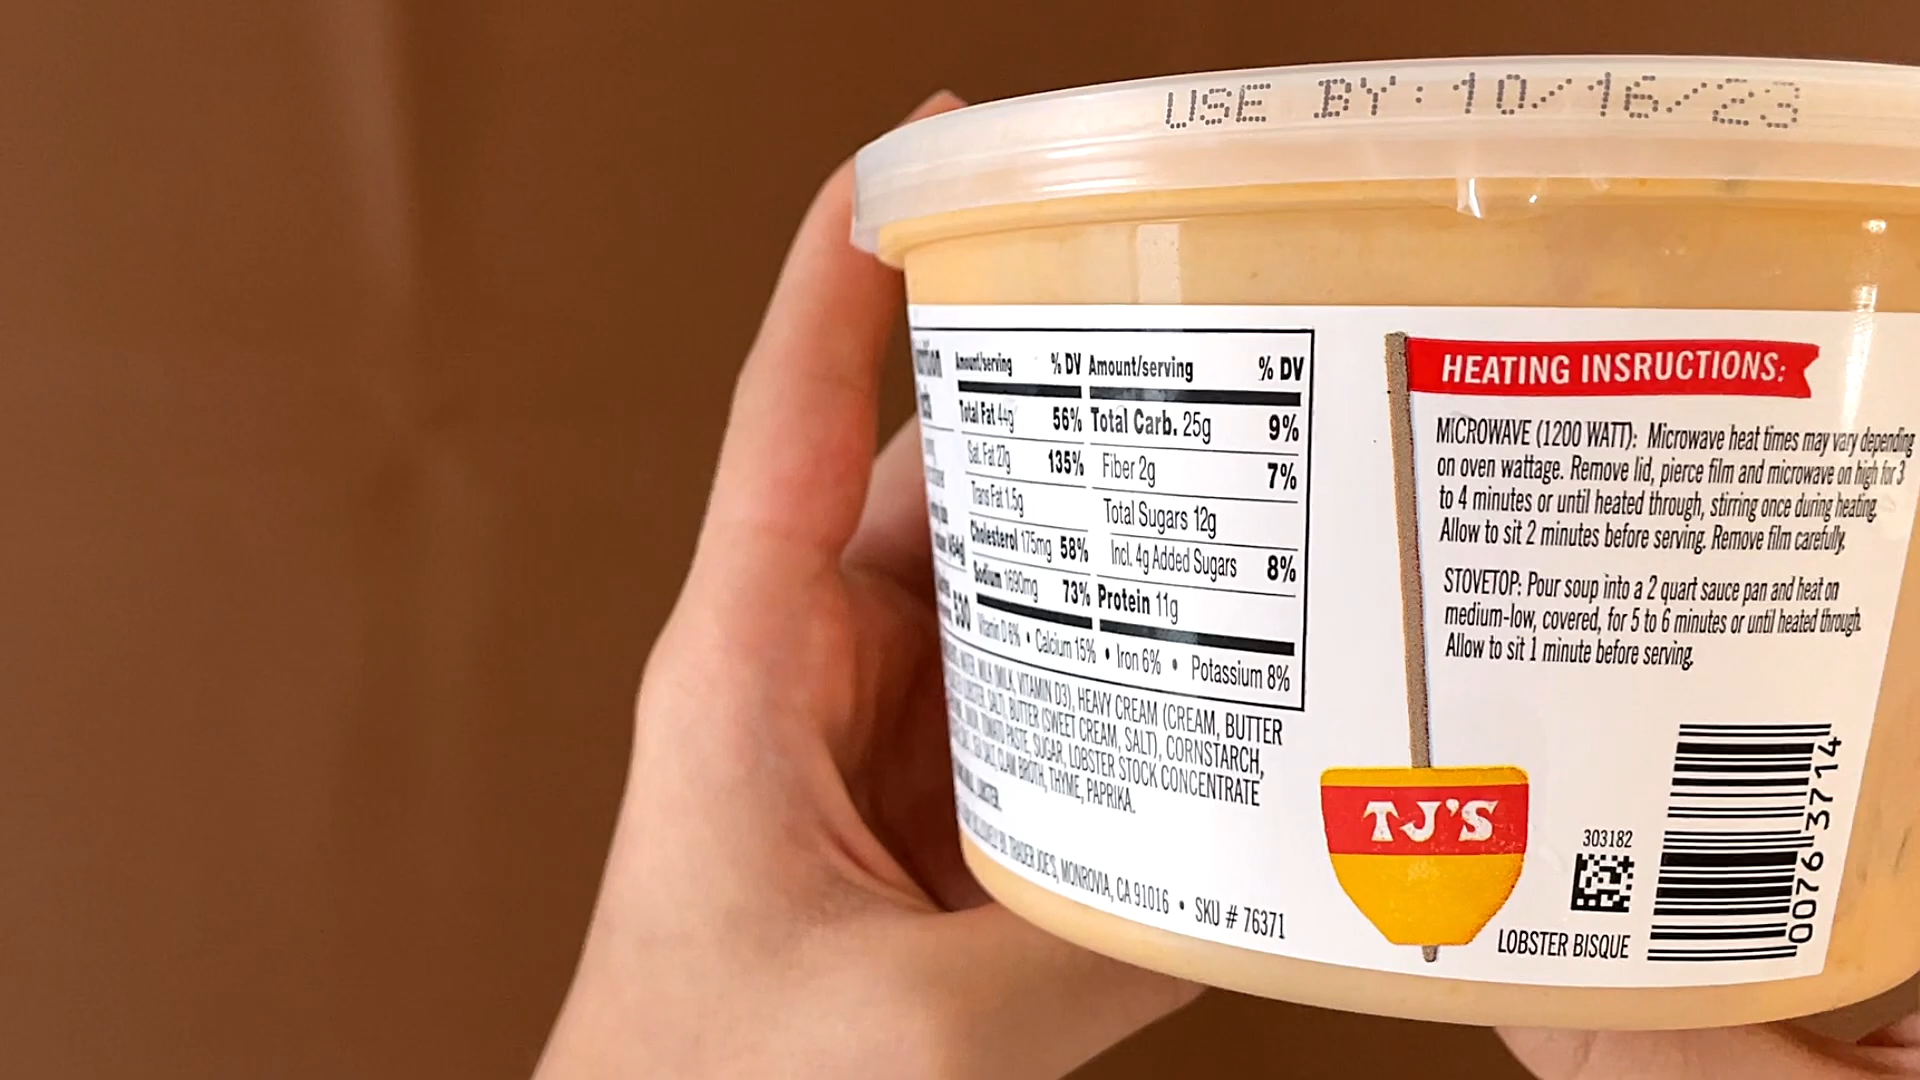 USE BY: 10/16/23
Amount/serving % DV Amount/serving % DV
Total Fat 44g 56% Total Carb. 25g 9%
Sat. Fat 27g 135% Fiber 2g 7%
Trans Fat 1.5g Total Sugars 12g
Cholesterol 175mg 58% Incl. 4g Added Sugars 8%
Sodium 1690mg 73% Protein 11g
530
Vitamin D 6% • Calcium 15% • Iron 6% • Potassium 8%
MILK (MILK, VITAMIN D3), HEAVY CREAM (CREAM, BUTTER
SALT), BUTTER (SWEET CREAM, SALT), CORNSTARCH,
TOMATO PASTE, SUGAR, LOBSTER STOCK CONCENTRATE
SEA SALT, CLAM BROTH, THYME, PAPRIKA.
TRADER JOE'S, MONROVIA, CA 91016 • SKU # 76371
HEATING INSRUCTIONS:
MICROWAVE (1200 WATT): Microwave heat times may vary depending
on oven wattage. Remove lid, pierce film and microwave on high for 3
to 4 minutes or until heated through, stirring once during heating.
Allow to sit 2 minutes before serving. Remove film carefully.
STOVETOP: Pour soup into a 2 quart sauce pan and heat on
medium-low, covered, for 5 to 6 minutes or until heated through.
Allow to sit 1 minute before serving.
TJ'S
303182
LOBSTER BISQUE
0076 3714